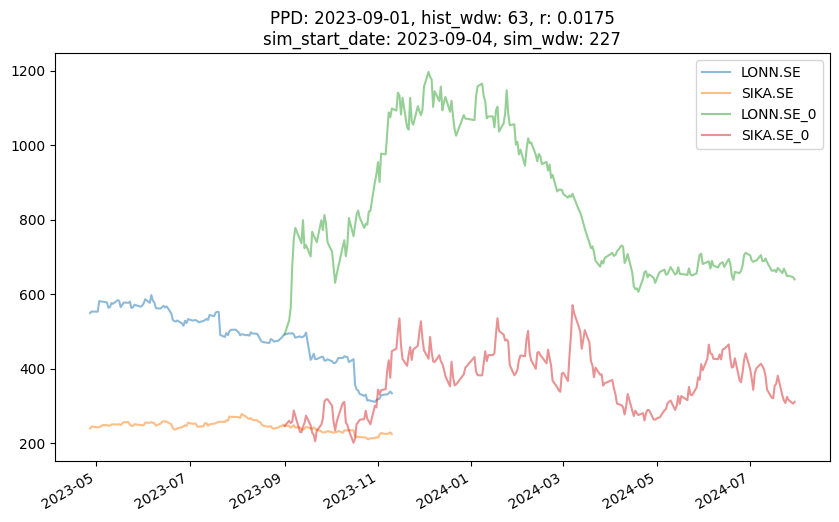 PPD: 2023-09-01, hist_wdw: 63, r: 0.0175
sim_start_date: 2023-09-04, sim_wdw: 227
LONN.SE
SIKA.SE
LONN.SE_0
SIKA.SE_0
1200
1000
800
600
400
200
2023-05
2023-07
2023-09
2023-11
2024-01
2024-03
2024-05
2024-07